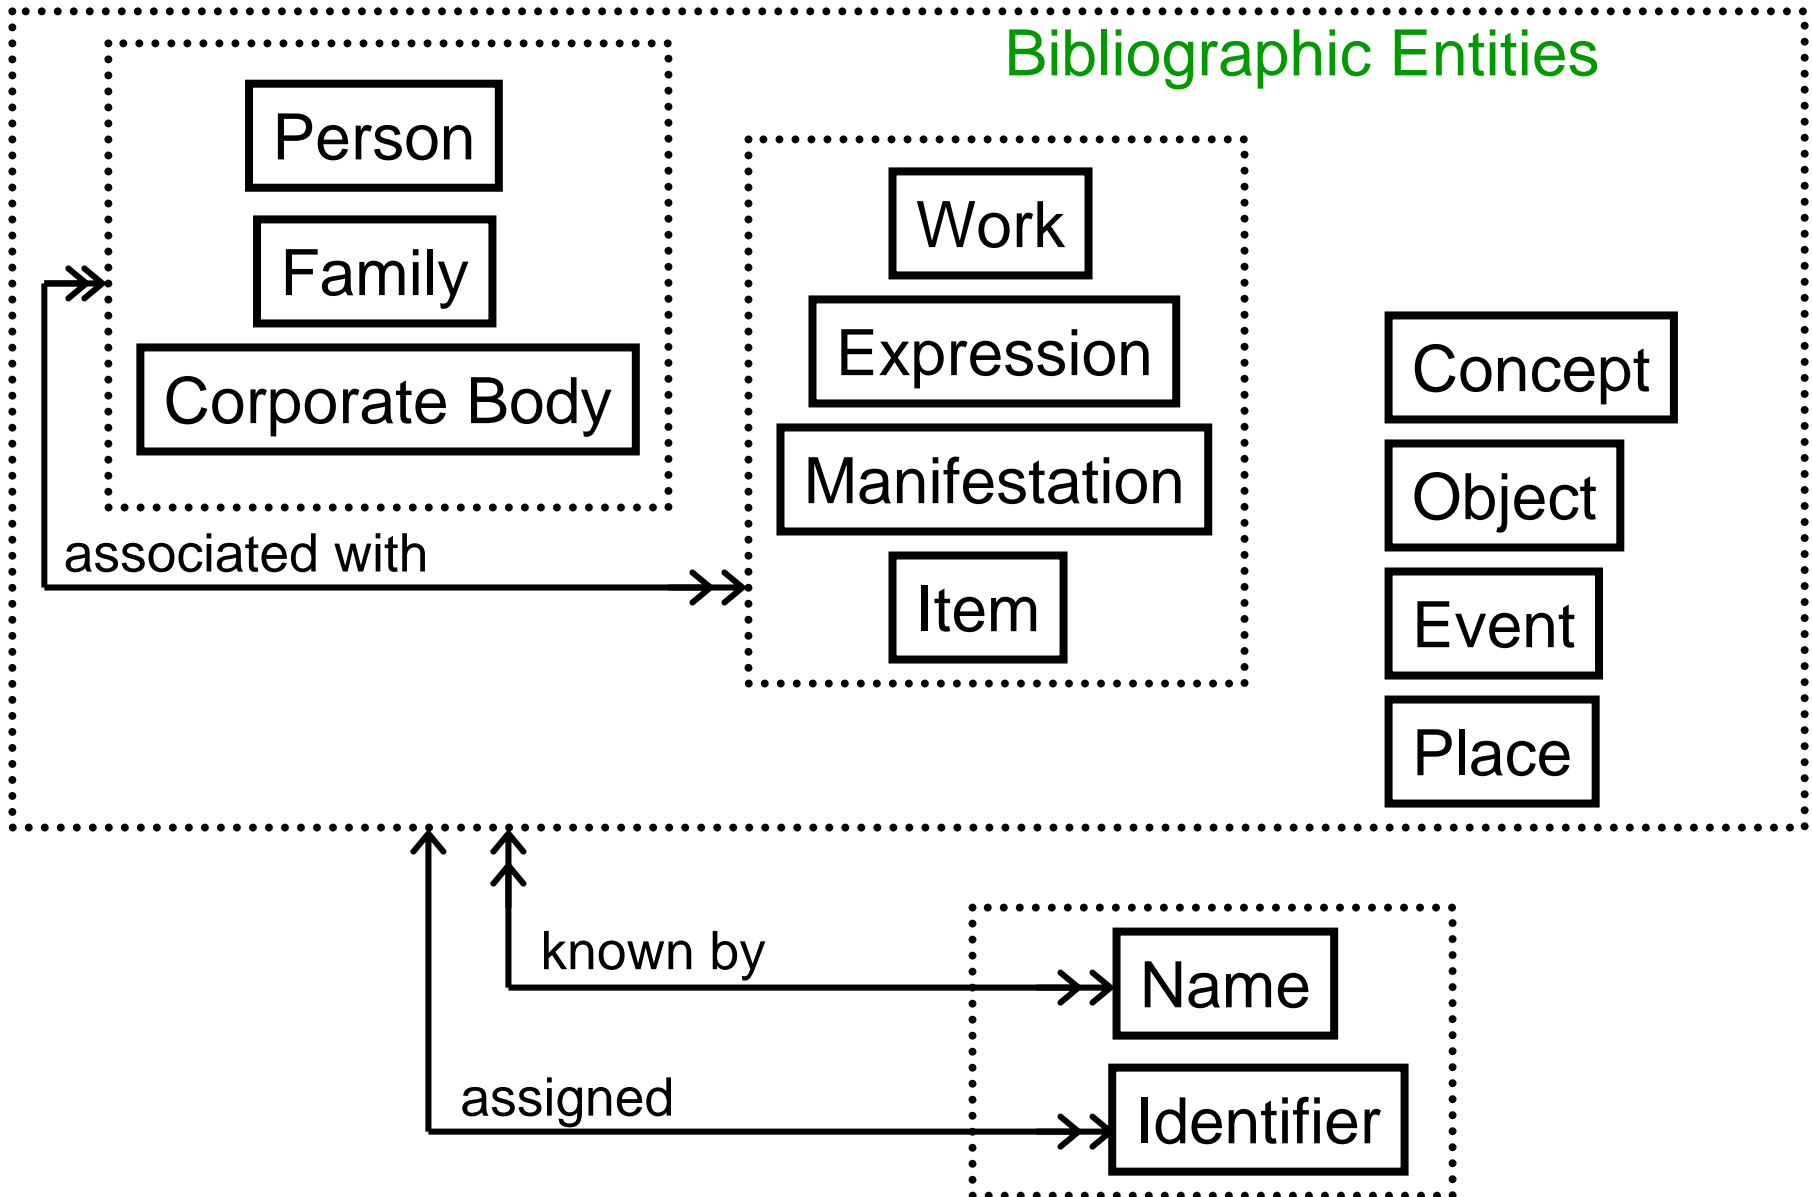 Bibliographic Entities
Person
Family
Corporate Body
associated with
Work
Expression
Manifestation
Item
Concept
Object
Event
Place
known by
Name
assigned
Identifier